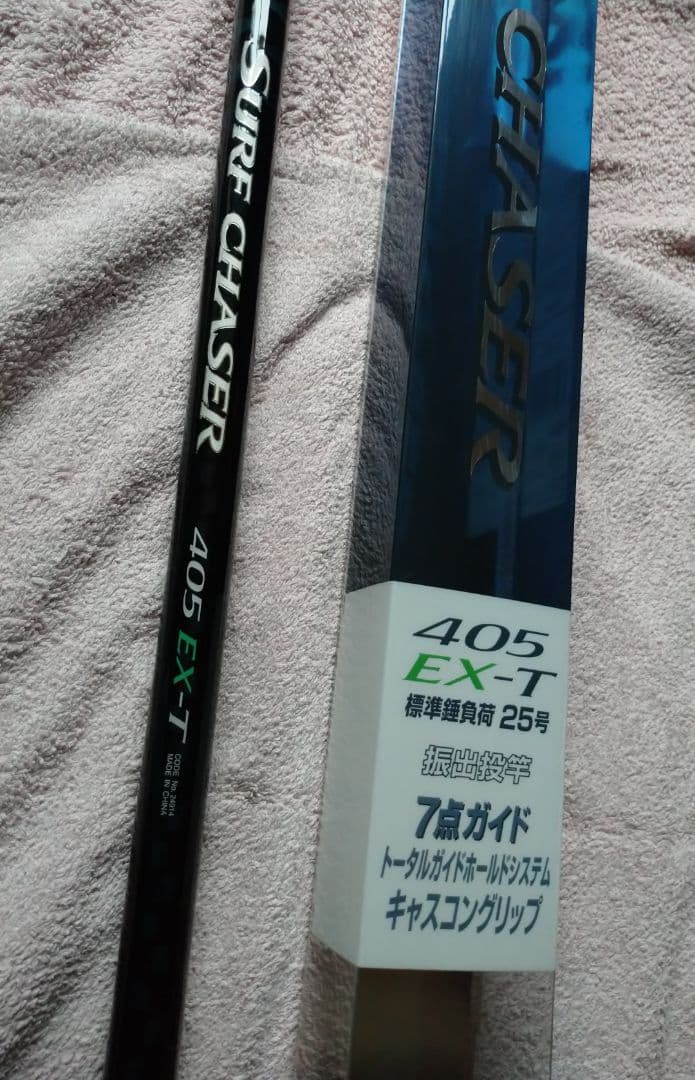 SURF CHASER
405 EX-T
CODE No. 24914
MADE IN CHINA
CHASER
405
EX-T
標準錘負荷 25号
振出投竿
7点ガイド
トータルガイドホールドシステム
キャスコングリップ